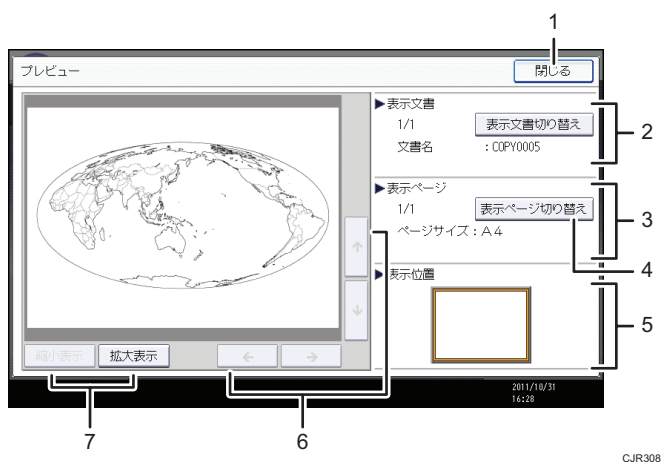 1
プレビュー
閉じる
▶表示文書
1/1
表示文書切り替え
文書名 : COPY0005
2
▶表示ページ
1/1
表示ページ切り替え
ページサイズ : A4
3
4
▶表示位置
5
↑
↓
縮小表示
拡大表示
←
→
2011/10/31
16:28
7
6
CJR308